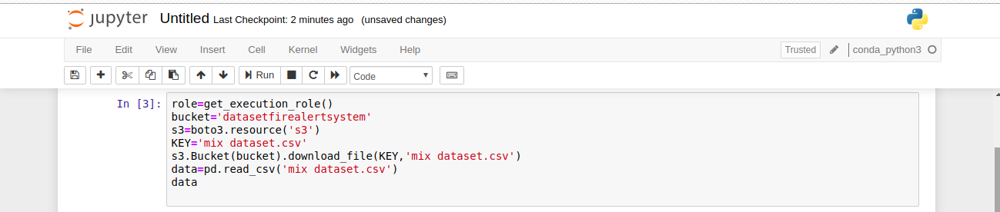 jupyter Untitled Last Checkpoint: 2 minutes ago (unsaved changes)
File Edit View Insert Cell Kernel Widgets Help Trusted conda_python3
Run Code
In [3]: role=get_execution_role()
bucket='datasetfirealertsystem'
s3=boto3.resource('s3')
KEY='mix dataset.csv'
s3.Bucket(bucket).download_file(KEY,'mix dataset.csv')
data=pd.read_csv('mix dataset.csv')
data